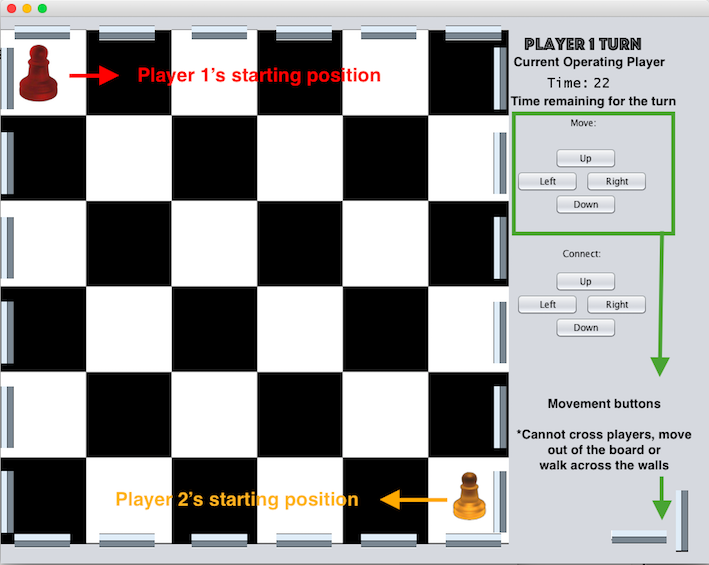 PLAYER 1 TURN
Current Operating Player
Time: 22
Time remaining for the turn
Player 1's starting position
Move:
Up
Left Right
Down
Connect:
Up
Left Right
Down
Movement buttons
*Cannot cross players, move
out of the board or
walk across the walls
Player 2's starting position